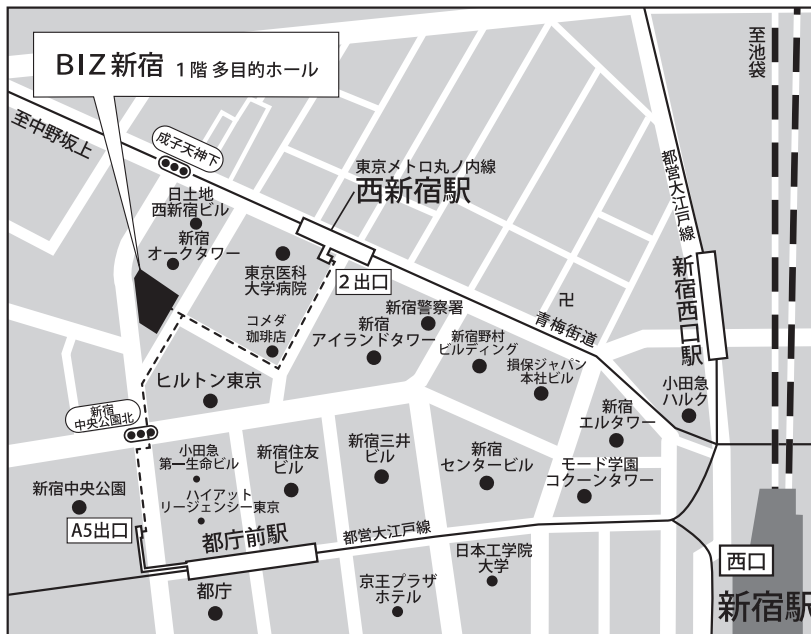 BIZ新宿 1階 多目的ホール
至池袋
至中野坂上
成子天神下
東京メトロ丸ノ内線
西新宿駅
都営大江戸線
日土地
西新宿ビル
新宿
オークタワー
東京医科
大学病院
2出口
新宿西口駅
コメダ
珈琲店
新宿警察署
新宿
アイランドタワー
卍
青梅街道
新宿野村
ビルディング
損保ジャパン
本社ビル
小田急
ハルク
ヒルトン東京
新宿
エルタワー
新宿
中央公園北
小田急
第一生命ビル
新宿住友
ビル
新宿三井
ビル
新宿
センタービル
モード学園
コクーンタワー
新宿中央公園
ハイアット
リージェンシー東京
A5出口
都庁前駅
都営大江戸線
日本工学院
大学
西口
都庁
京王プラザ
ホテル
新宿駅